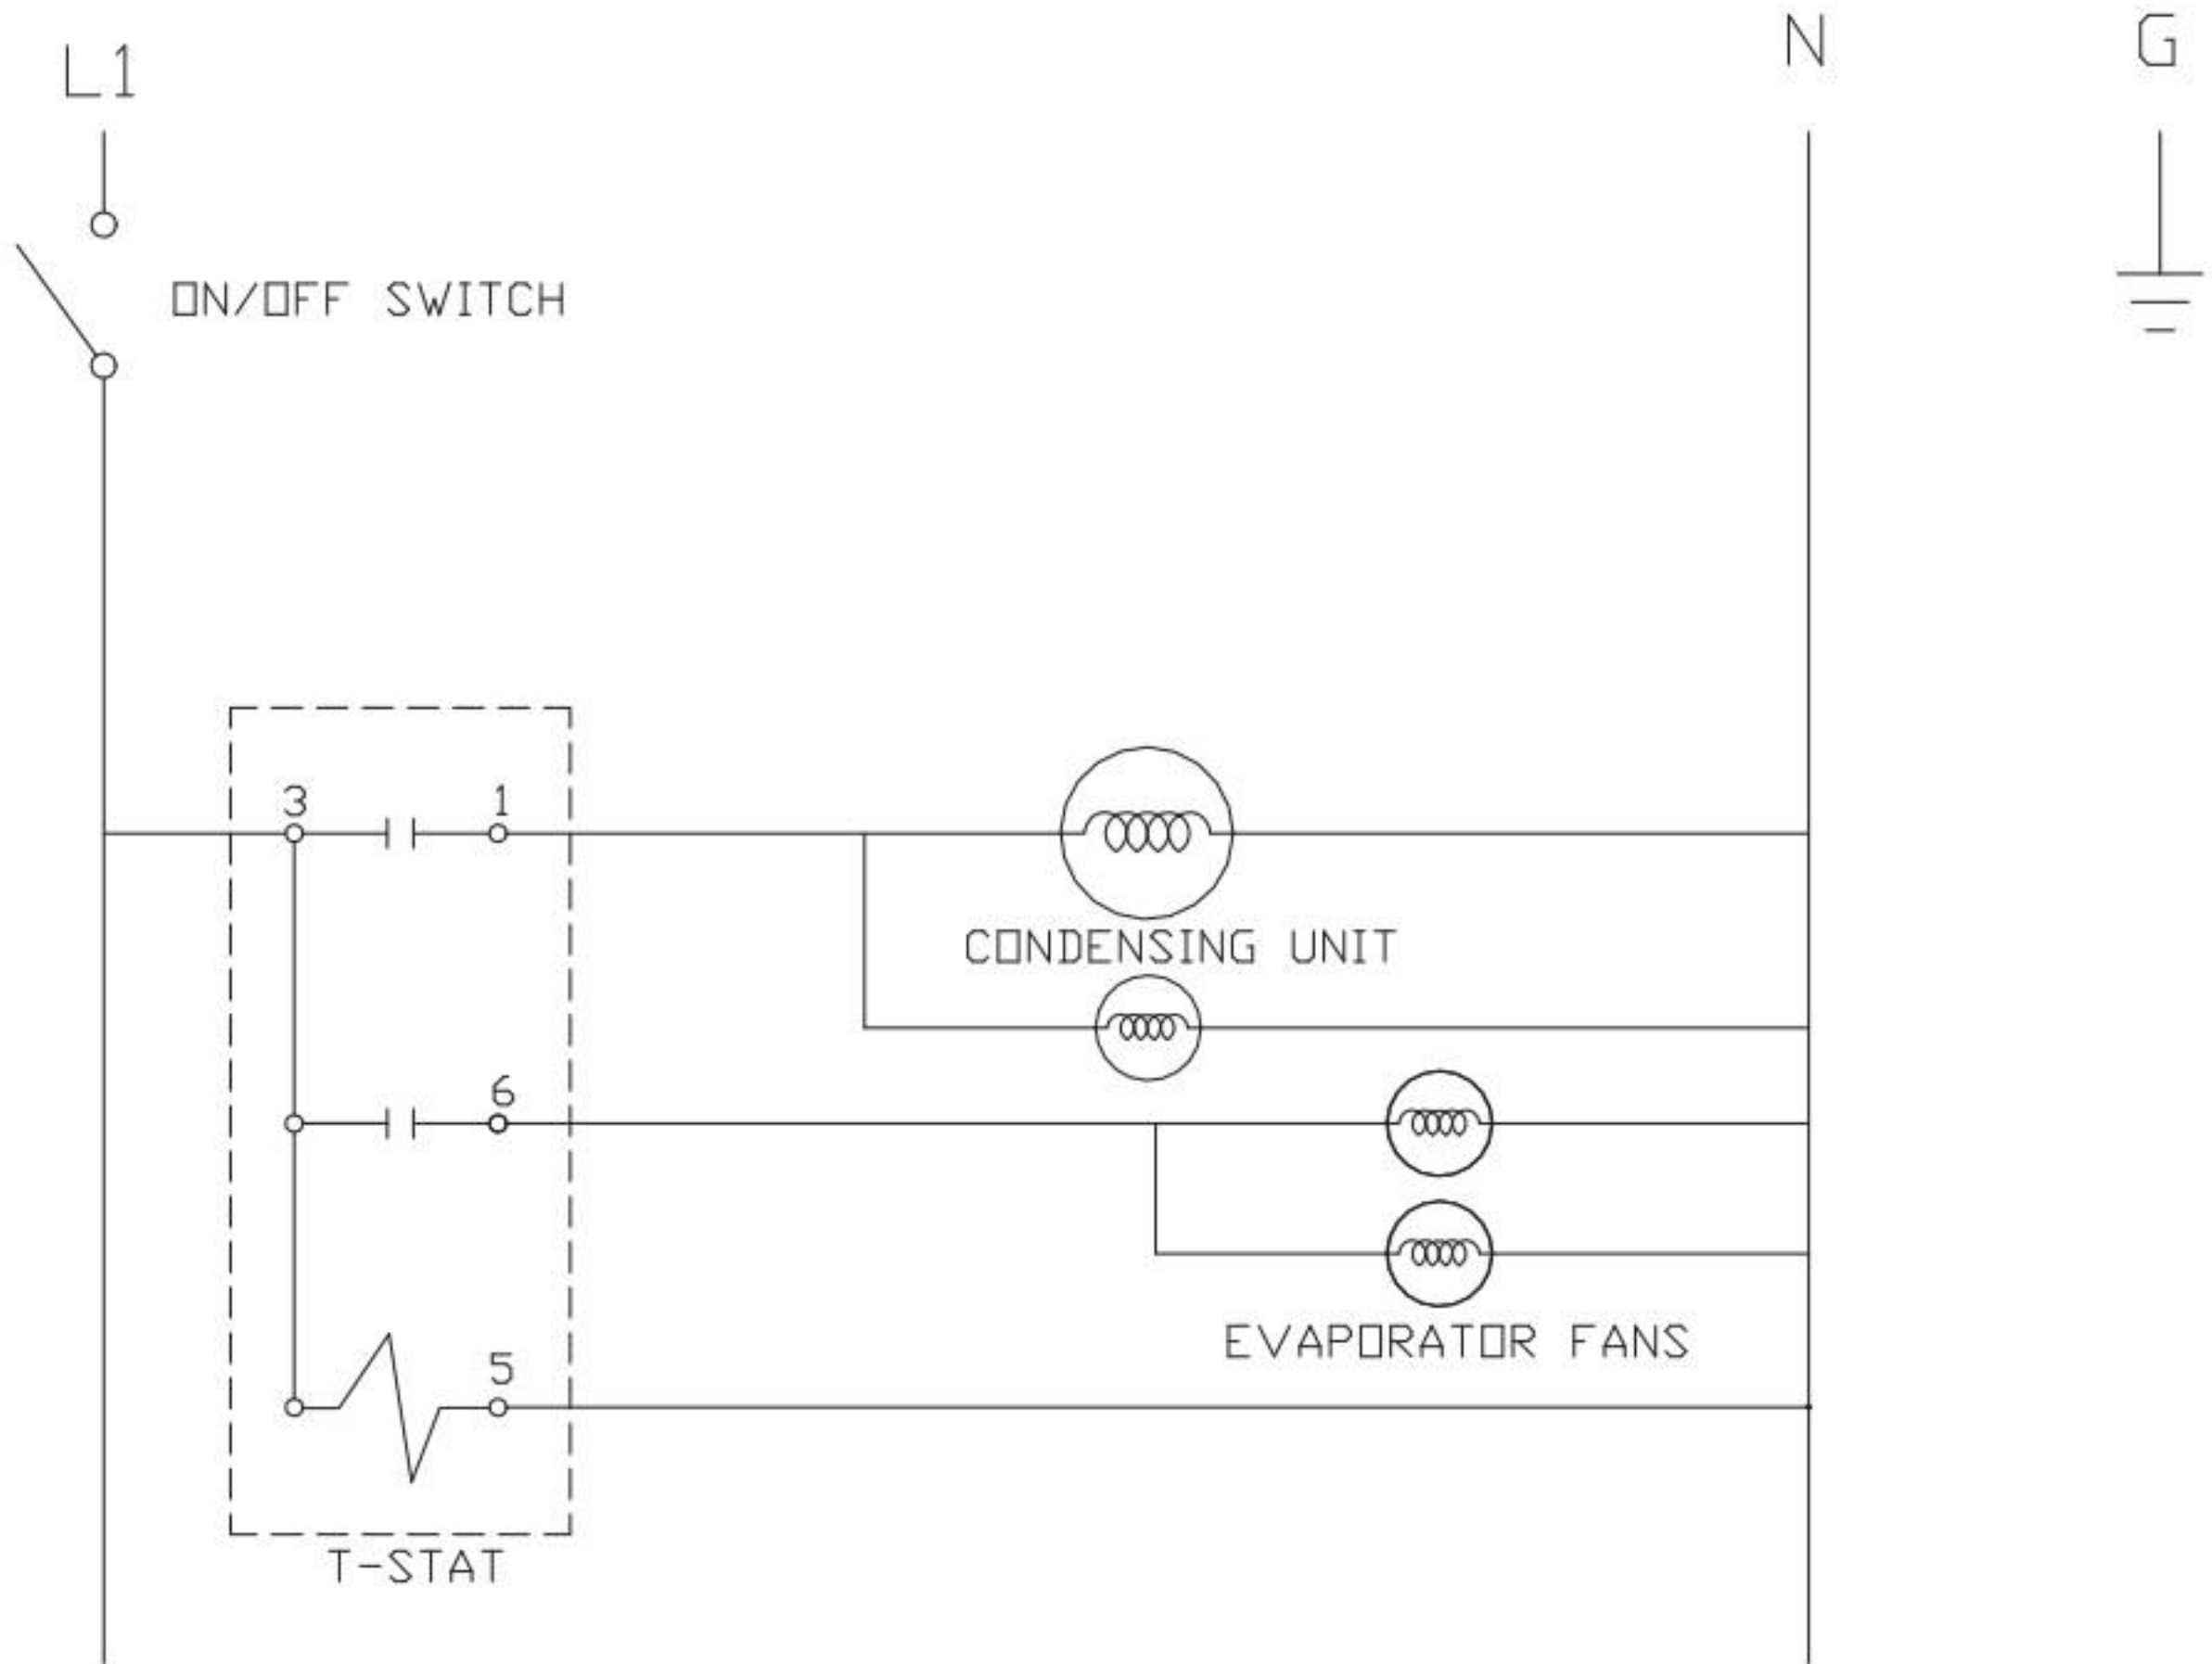 L1
N
G
ON/OFF SWITCH
3
1
CONDENSING UNIT
6
EVAPORATOR FANS
5
T-STAT